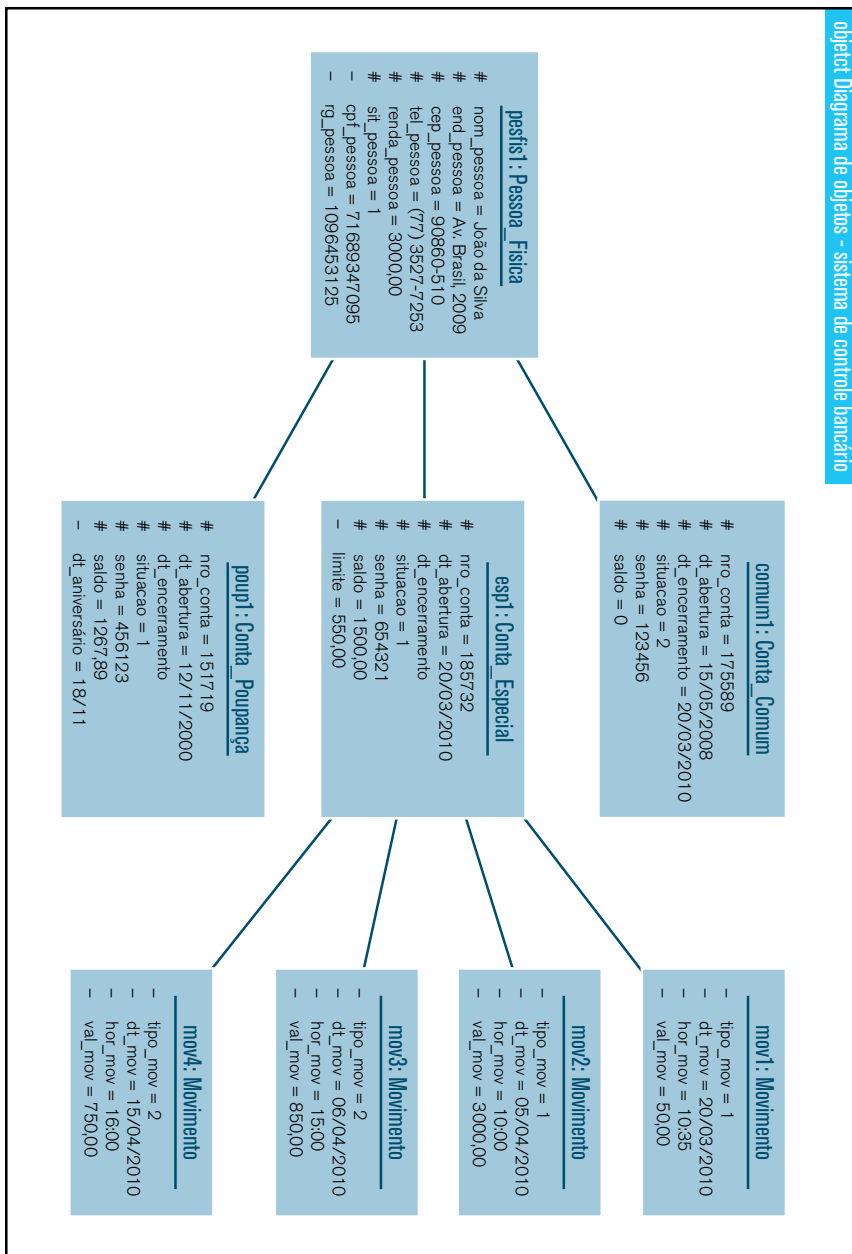 objetct Diagrama de objetos - sistema de controle bancário
pesfis1: Pessoa_Fisica
# nom_pessoa = João da Silva
# end_pessoa = Av. Brasil, 2009
# cep_pessoa = 90860-510
# tel_pessoa = (77) 3527-7253
# renda_pessoa = 3000,00
# sit_pessoa = 1
- cpf_pessoa = 71689347095
- rg_pessoa = 1096453125
comum1: Conta_Comum
# nro_conta = 175589
# dt_abertura = 15/05/2008
# dt_encerramento = 20/03/2010
# situacao = 2
# senha = 123456
# saldo = 0
esp1: Conta_Especial
# nro_conta = 185732
# dt_abertura = 20/03/2010
# dt_encerramento
# situacao = 1
# senha = 654321
# saldo = 1500,00
- limite = 550,00
poup1: Conta_Poupança
# nro_conta = 151719
# dt_abertura = 12/11/2000
# dt_encerramento
# situacao = 1
# senha = 456123
# saldo = 1267,89
- dt_aniversário = 18/11
mov1: Movimento
- tipo_mov = 1
- dt_mov = 20/03/2010
- hor_mov = 10:35
- val_mov = 50,00
mov2: Movimento
- tipo_mov = 1
- dt_mov = 05/04/2010
- hor_mov = 10:00
- val_mov = 3000,00
mov3: Movimento
- tipo_mov = 2
- dt_mov = 06/04/2010
- hor_mov = 15:00
- val_mov = 850,00
mov4: Movimento
- tipo_mov = 2
- dt_mov = 15/04/2010
- hor_mov = 16:00
- val_mov = 750,00